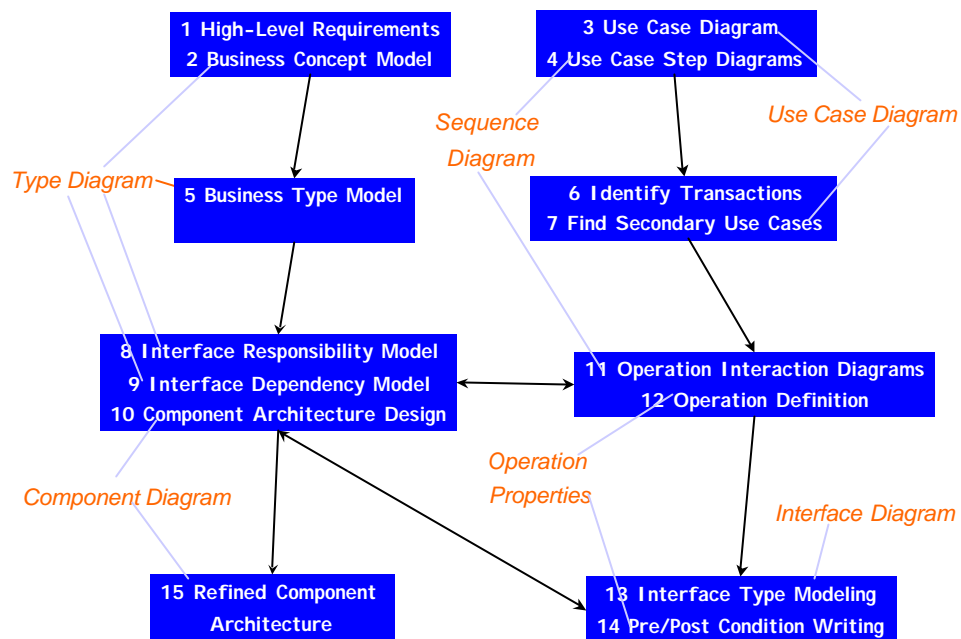 1 High-Level Requirements
2 Business Concept Model
3 Use Case Diagram
4 Use Case Step Diagrams
Sequence
Diagram
Use Case Diagram
Type Diagram
5 Business Type Model
6 Identify Transactions
7 Find Secondary Use Cases
8 Interface Responsibility Model
9 Interface Dependency Model
10 Component Architecture Design
11 Operation Interaction Diagrams
12 Operation Definition
Component Diagram
Operation
Properties
Interface Diagram
15 Refined Component
Architecture
13 Interface Type Modeling
14 Pre/Post Condition Writing